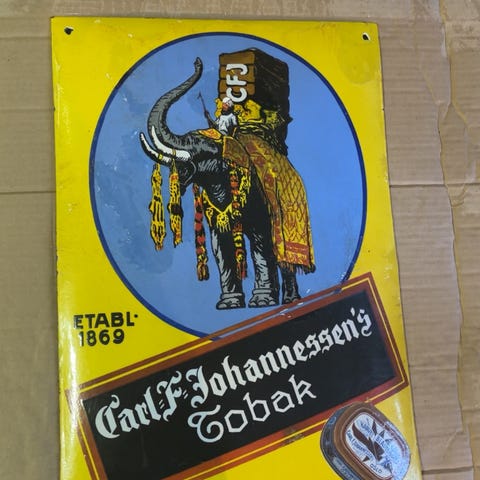 CFJ
ETABL·
1869
Carl=F=Johannessen's
Tobak